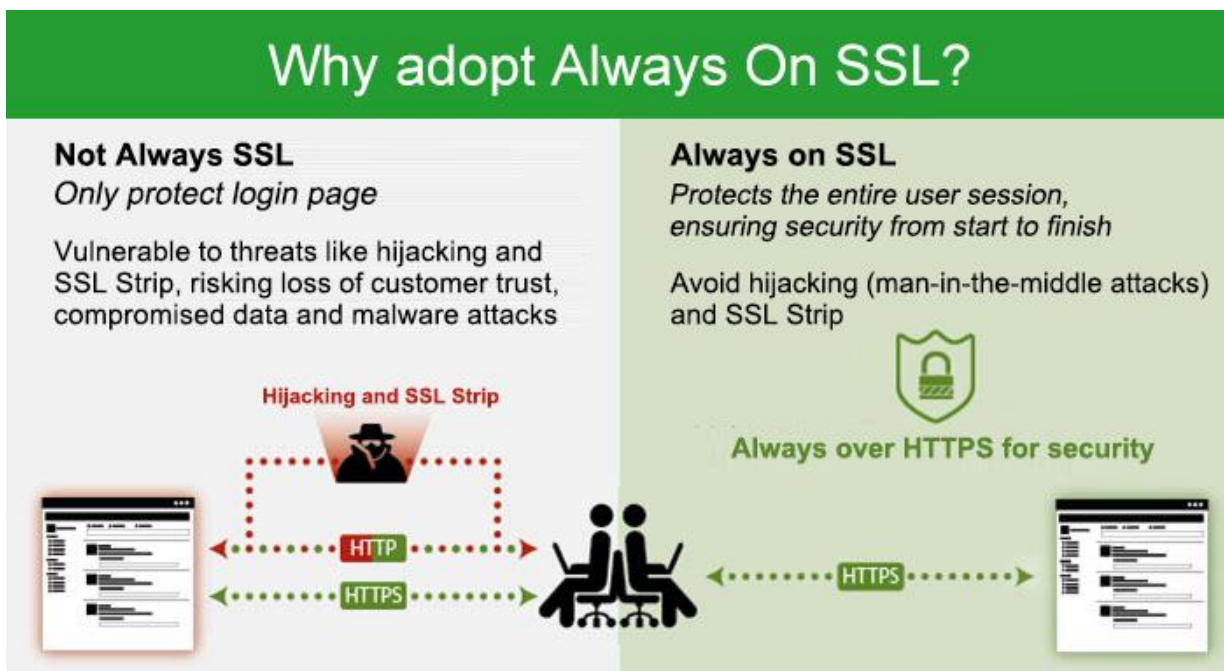 Why adopt Always On SSL?
Not Always SSL
Only protect login page
Vulnerable to threats like hijacking and
SSL Strip, risking loss of customer trust,
compromised data and malware attacks
Hijacking and SSL Strip
HTTP
HTTPS
Always on SSL
Protects the entire user session,
ensuring security from start to finish
Avoid hijacking (man-in-the-middle attacks)
and SSL Strip
Always over HTTPS for security
HTTPS